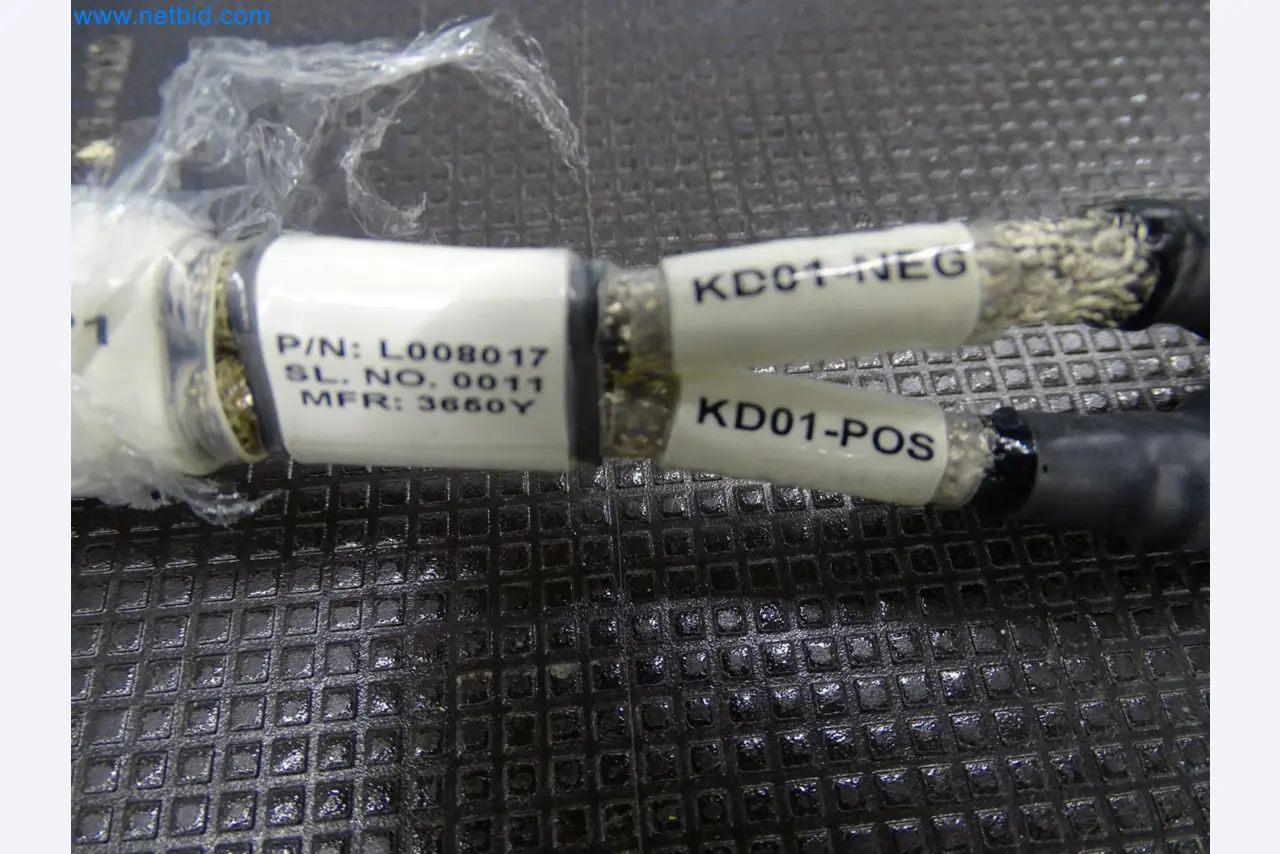 www.netbid.com
P/N: L008017
SL. NO. 0011
MFR: 3650Y
KD01-NEG
KD01-POS